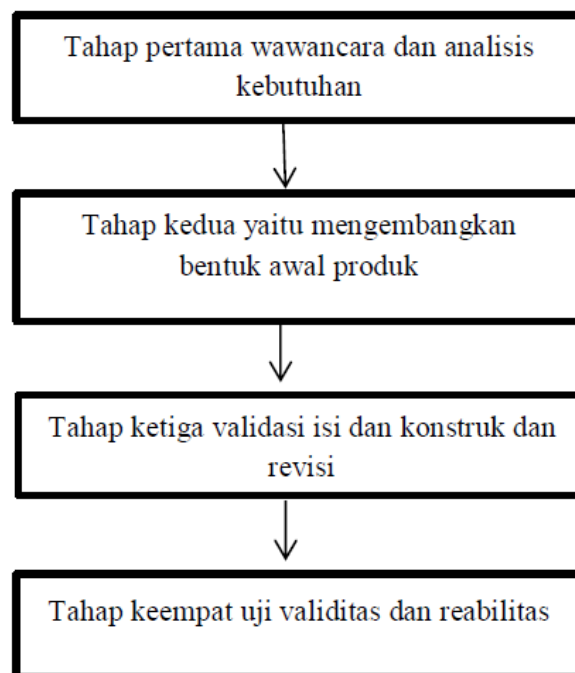 Tahap pertama wawancara dan analisis
kebutuhan
Tahap kedua yaitu mengembangkan
bentuk awal produk
Tahap ketiga validasi isi dan konstruk dan
revisi
Tahap keempat uji validitas dan reabilitas